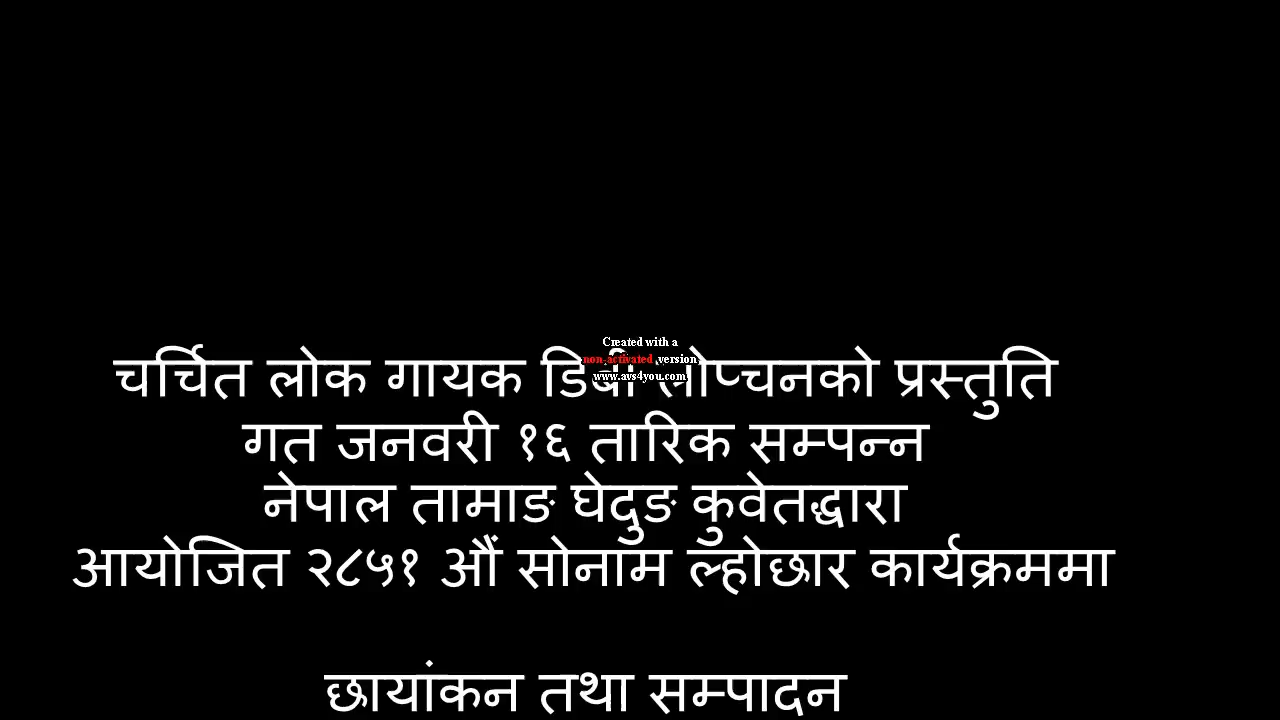 Created with a
non-activated version
www.avs4you.com
चर्चित लोक गायक डिबी लोप्चनको प्रस्तुति
गत जनवरी १६ तारिक सम्पन्न
नेपाल तामाङ घेदुङ कुवेतद्धारा
आयोजित २८५१ औं सोनाम ल्होछार कार्यक्रममा
छायांकन तथा सम्पादन